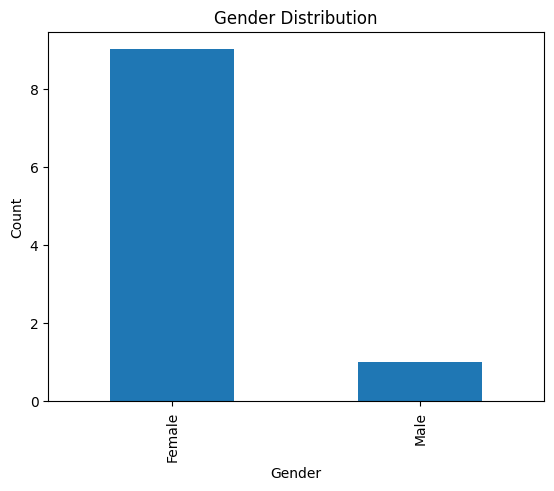 Gender Distribution
8
6
4
2
0
Count
Female
Male
Gender